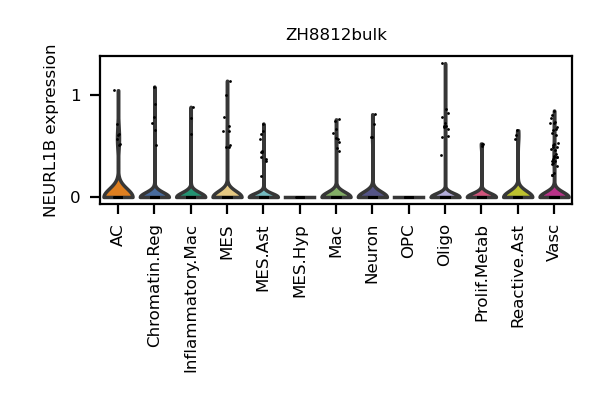 ZH8812bulk
NEURL1B expression
1
0
AC
Chromatin.Reg
Inflammatory.Mac
MES
MES.Ast
MES.Hyp
Mac
Neuron
OPC
Oligo
Prolif.Metab
Reactive.Ast
Vasc